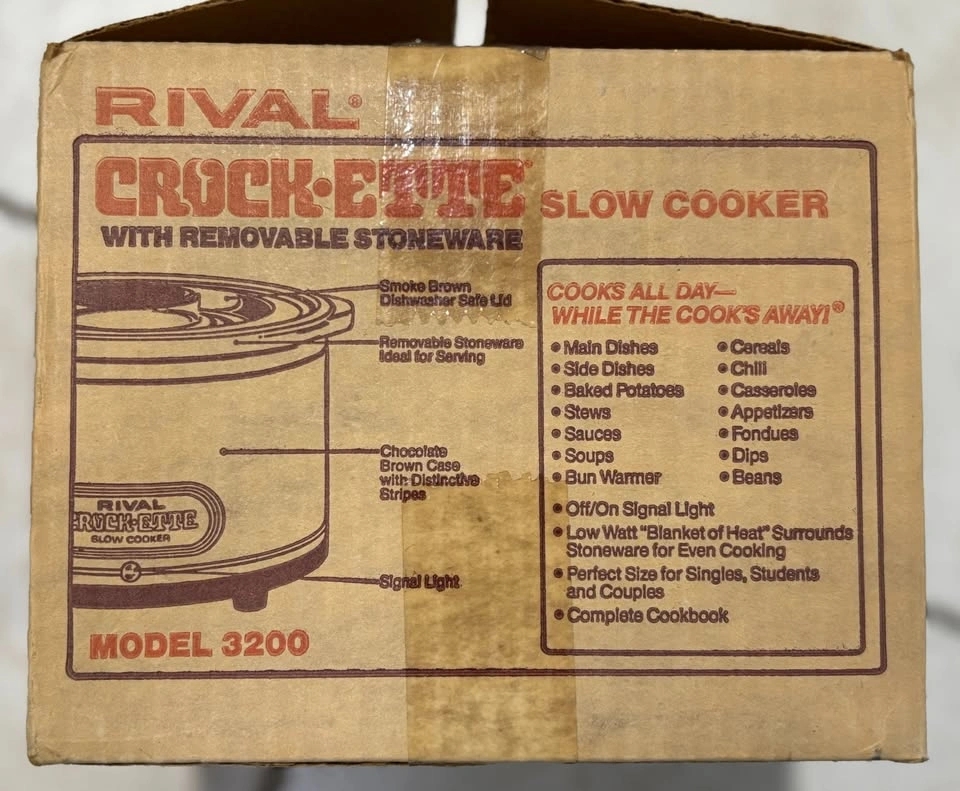 RIVAL®
CROCK•ETTE® SLOW COOKER
WITH REMOVABLE STONEWARE
Smoke Brown
Dishwasher Safe Lid
Removable Stoneware
Ideal for Serving
Chocolate
Brown Case
with Distinctive
Stripes
RIVAL
CROCK•ETTE
SLOW COOKER
Signal Light
MODEL 3200
COOKS ALL DAY—
WHILE THE COOK'S AWAY!®
• Main Dishes
• Side Dishes
• Baked Potatoes
• Stews
• Sauces
• Soups
• Bun Warmer
• Cereals
• Chili
• Casseroles
• Appetizers
• Fondues
• Dips
• Beans
• Off/On Signal Light
• Low Watt "Blanket of Heat" Surrounds
Stoneware for Even Cooking
• Perfect Size for Singles, Students
and Couples
• Complete Cookbook